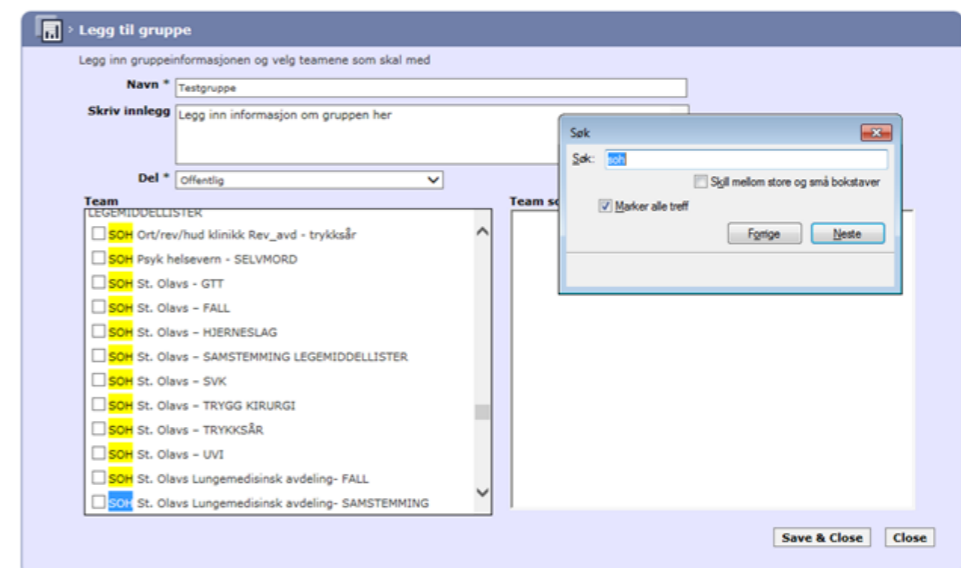 › Legg til gruppe
Legg inn gruppeinformasjonen og velg teamene som skal med
Navn * Testgruppe
Skriv innlegg Legg inn informasjon om gruppen her
Del * Offentlig
Team
LEGEMIDDELLISTER
SOH Ort/rev/hud klinikk Rev_avd - trykksår
SOH Psyk helsevern - SELVMORD
SOH St. Olavs - GTT
SOH St. Olavs – FALL
SOH St. Olavs – HJERNESLAG
SOH St. Olavs – SAMSTEMMING LEGEMIDDELLISTER
SOH St. Olavs – SVK
SOH St. Olavs – TRYGG KIRURGI
SOH St. Olavs – TRYKKSÅR
SOH St. Olavs – UVI
SOH St. Olavs Lungemedisinsk avdeling- FALL
SOH St. Olavs Lungemedisinsk avdeling- SAMSTEMMING
Team
Søk
Søk: soh
Skill mellom store og små bokstaver
Marker alle treff
Forrige Neste
Save & Close Close